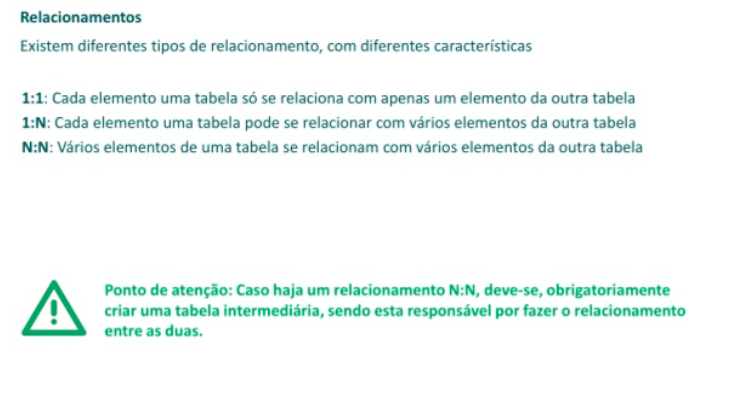 Relacionamentos
Existem diferentes tipos de relacionamento, com diferentes características
1:1: Cada elemento uma tabela só se relaciona com apenas um elemento da outra tabela
1:N: Cada elemento uma tabela pode se relacionar com vários elementos da outra tabela
N:N: Vários elementos de uma tabela se relacionam com vários elementos da outra tabela
Ponto de atenção: Caso haja um relacionamento N:N, deve-se, obrigatoriamente
criar uma tabela intermediária, sendo esta responsável por fazer o relacionamento
entre as duas.